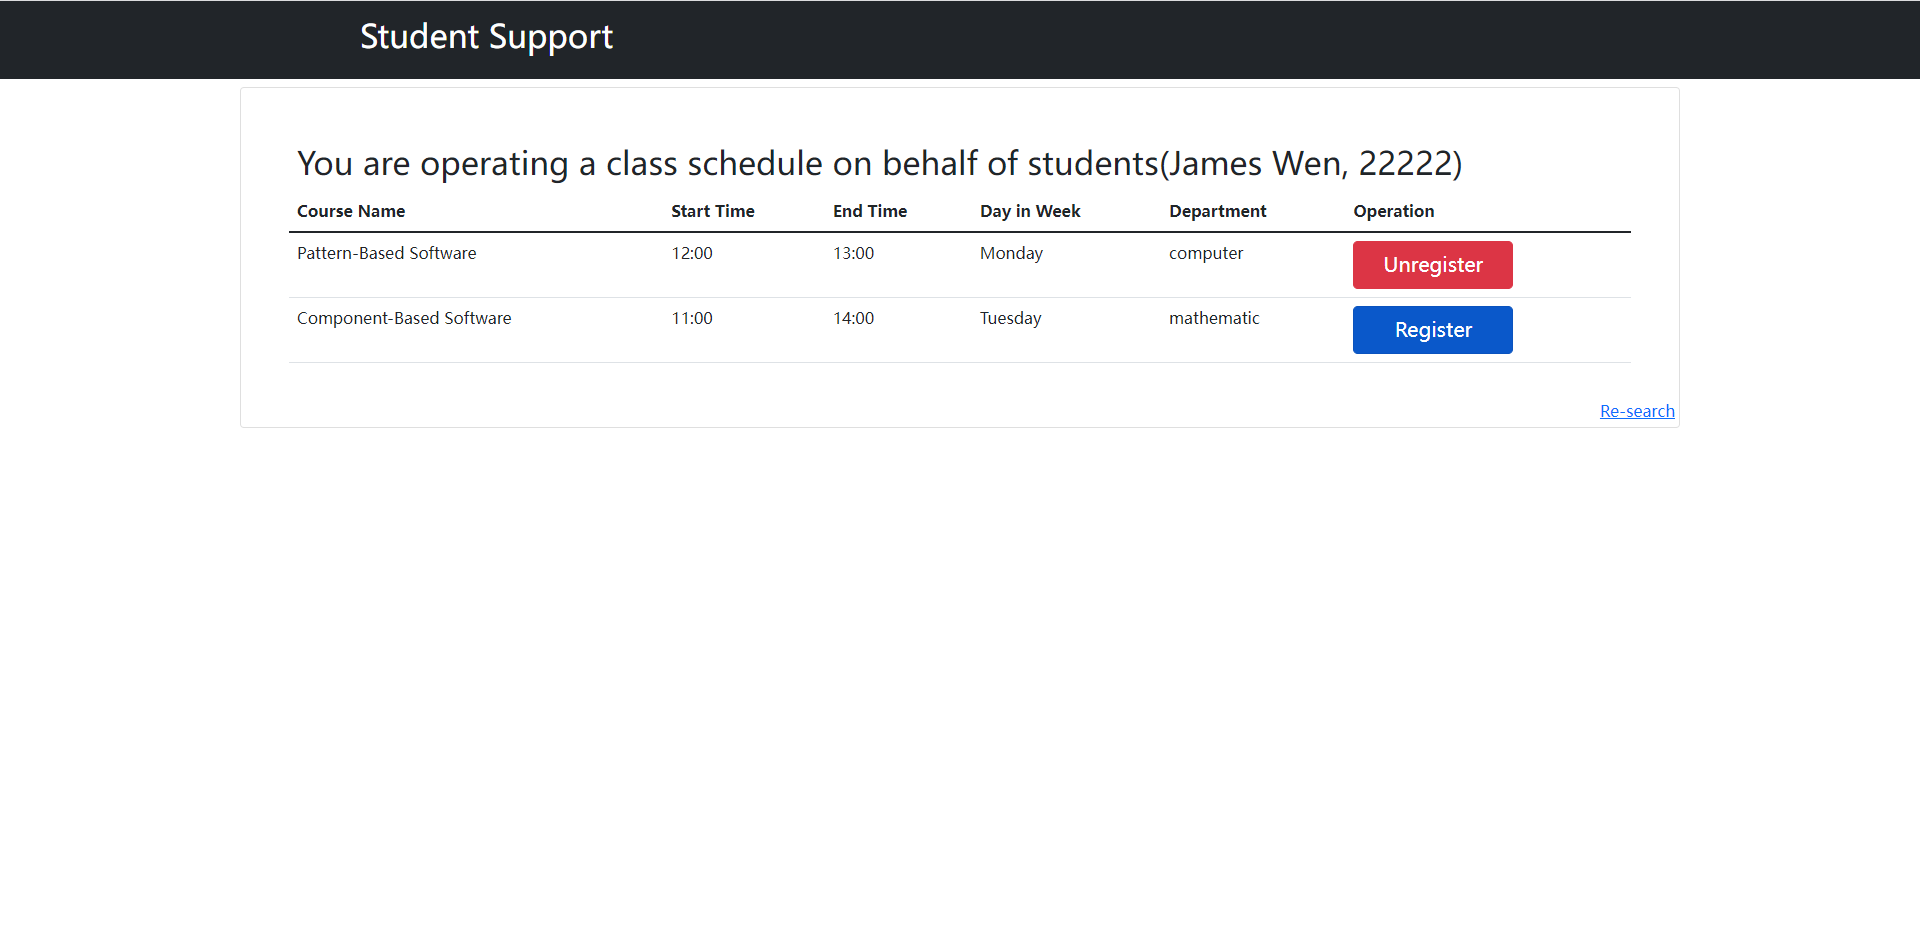 Student Support
You are operating a class schedule on behalf of students(James Wen, 22222)
Course Name Start Time End Time Day in Week Department Operation
Pattern-Based Software 12:00 13:00 Monday computer Unregister
Component-Based Software 11:00 14:00 Tuesday mathematic Register
Re-search